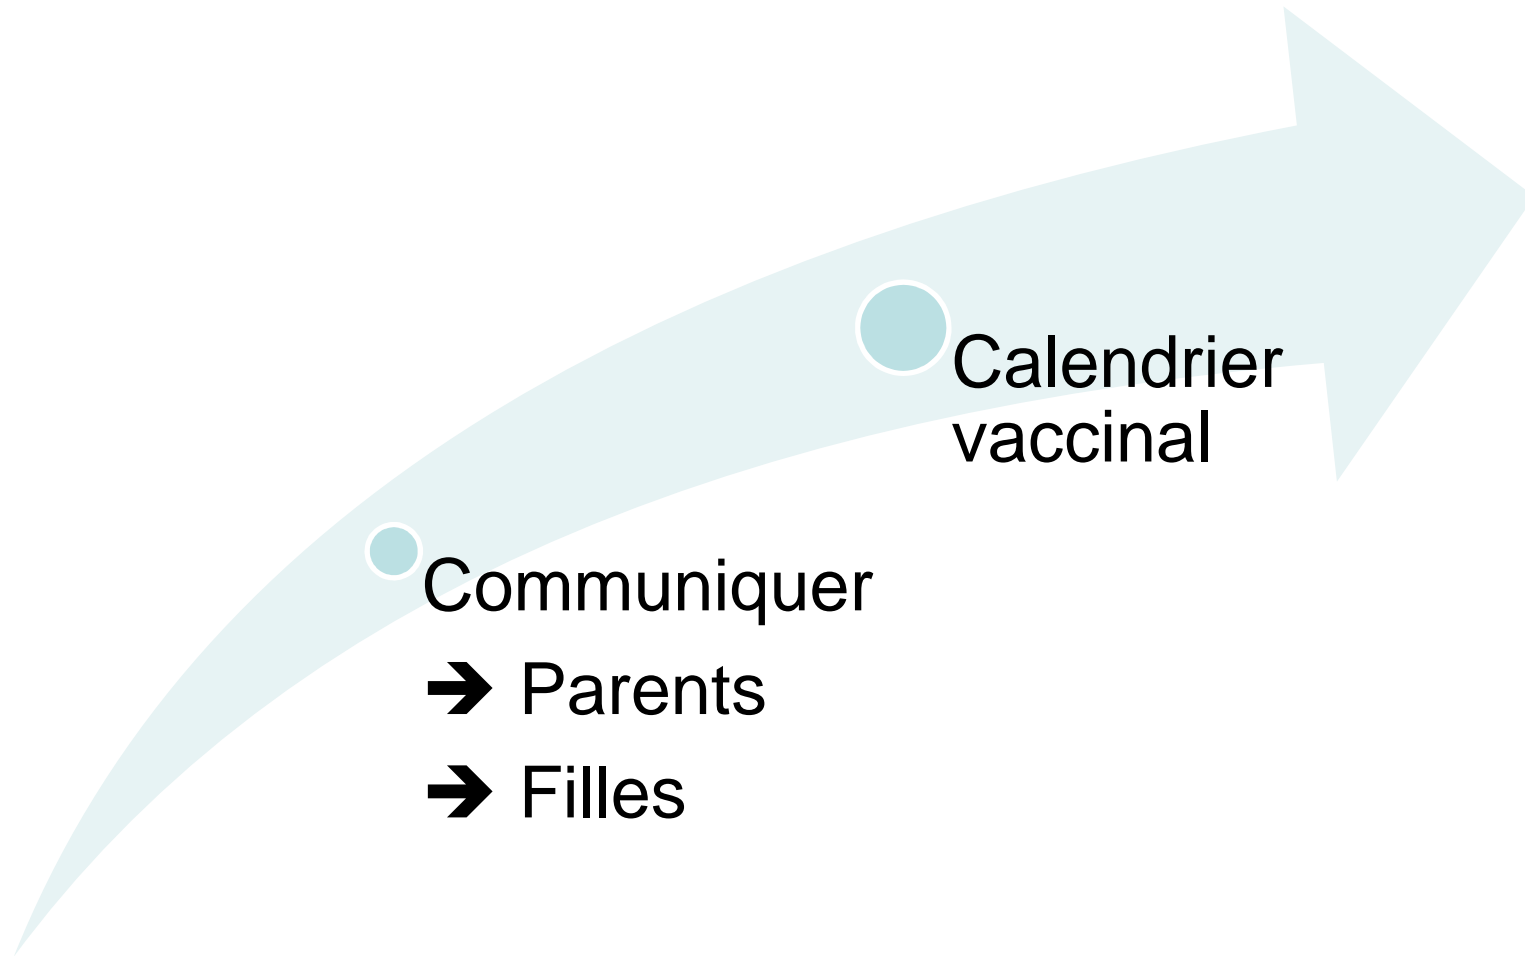 Calendrier
vaccinal
Communiquer
➔ Parents
➔ Filles